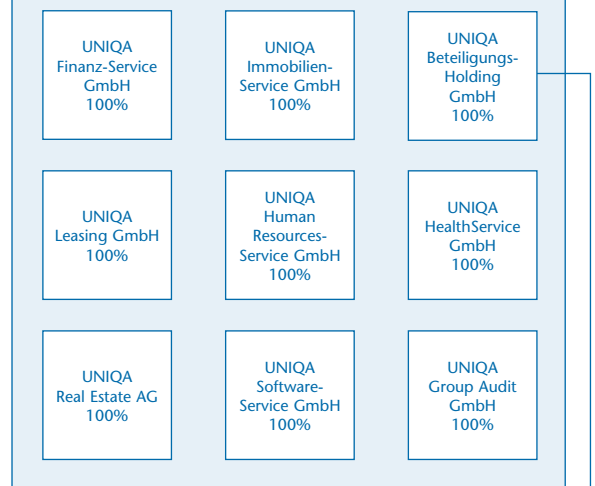 UNIQA
Finanz-Service
GmbH
100%
UNIQA
Immobilien-
Service GmbH
100%
UNIQA
Beteiligungs-
Holding
GmbH
100%
UNIQA
Leasing GmbH
100%
UNIQA
Human
Resources-
Service GmbH
100%
UNIQA
HealthService
GmbH
100%
UNIQA
Real Estate AG
100%
UNIQA
Software-
Service GmbH
100%
UNIQA
Group Audit
GmbH
100%